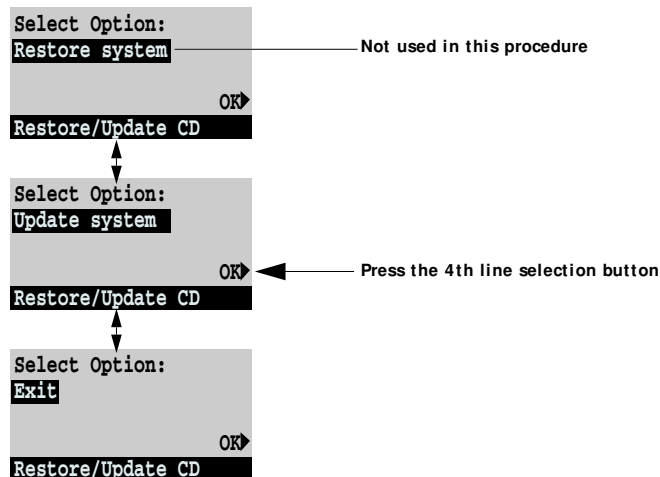 Select Option:
Restore system
Not used in this procedure
OK
Restore/Update CD
Select Option:
Update system
OK
Press the 4th line selection button
Restore/Update CD
Select Option:
Exit
OK
Restore/Update CD